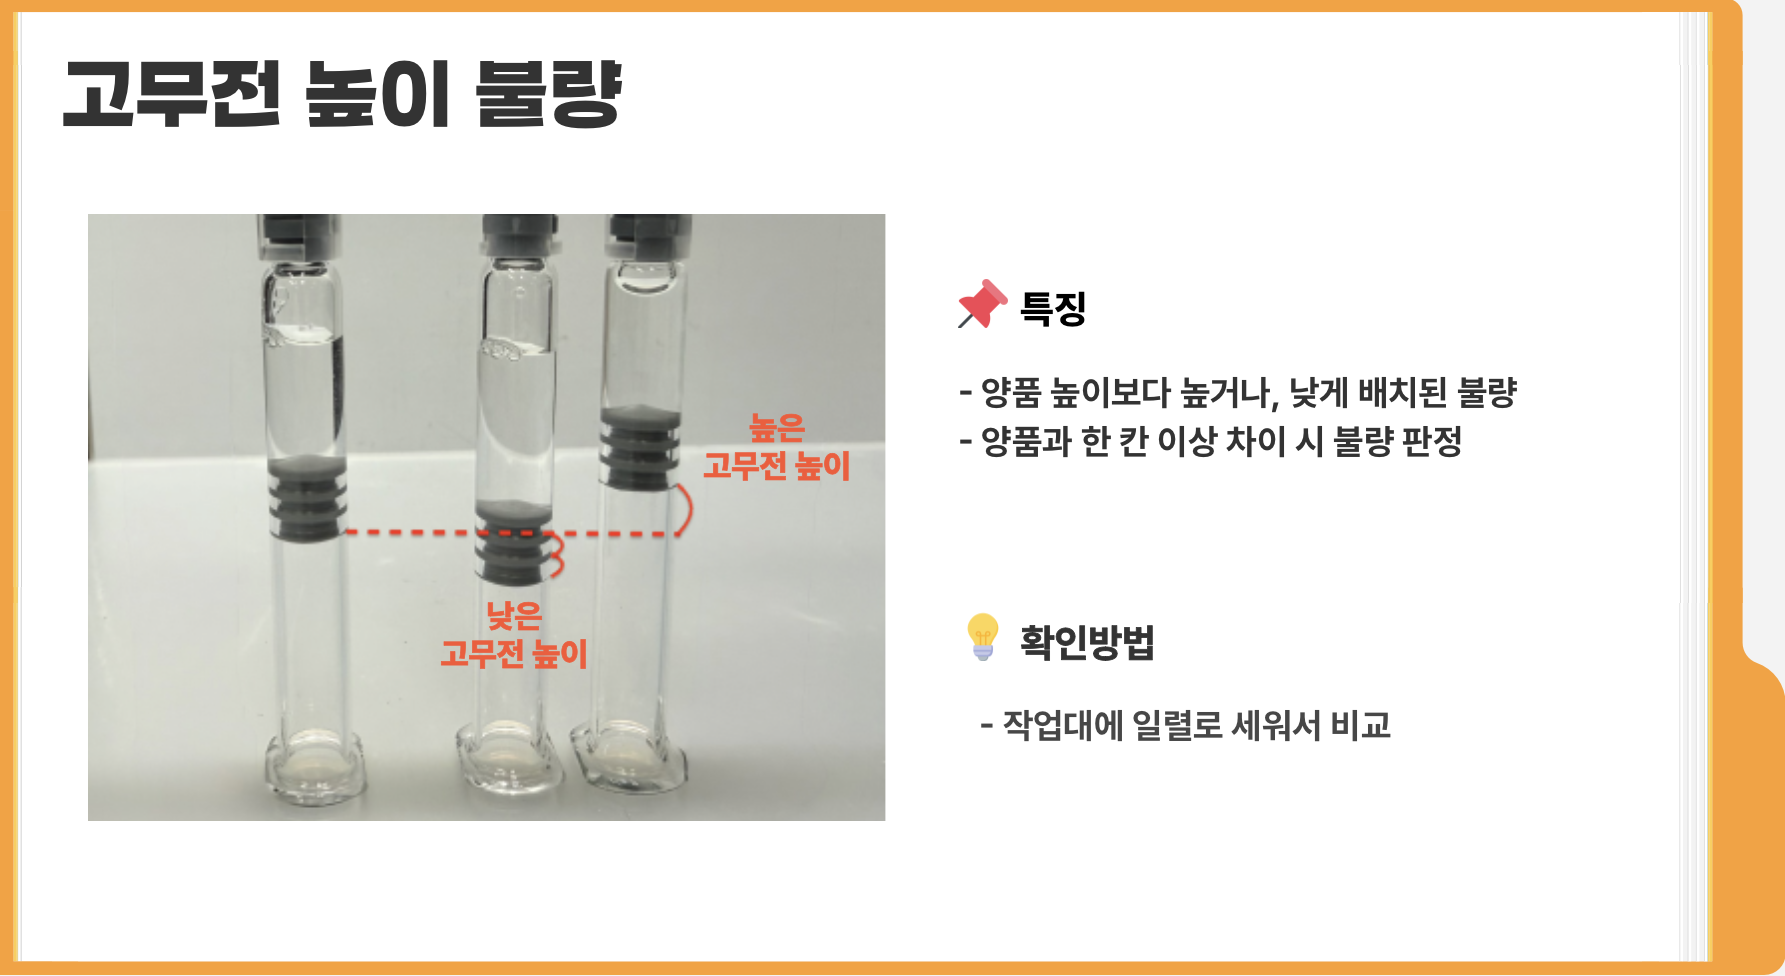 고무전 높이 불량
높은
고무전 높이
낮은
고무전 높이
특징
- 양품 높이보다 높거나, 낮게 배치된 불량
- 양품과 한 칸 이상 차이 시 불량 판정
확인방법
- 작업대에 일렬로 세워서 비교